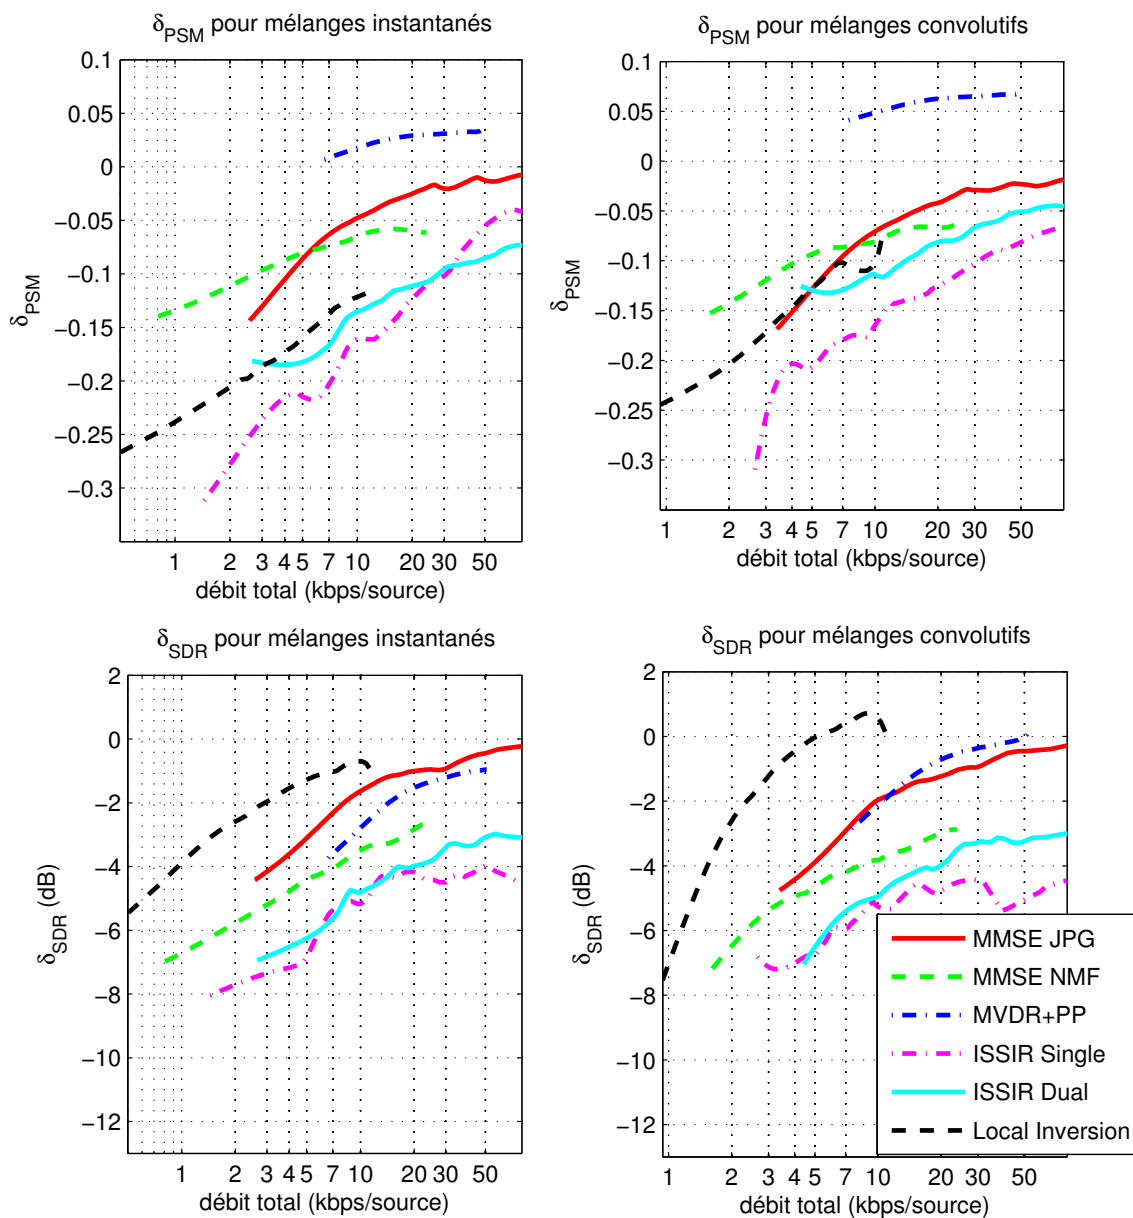 δPSM pour mélanges instantanés
0.1
0.05
0
−0.05
−0.1
−0.15
−0.2
−0.25
−0.3
δPSM
1 2 3 4 5 7 10 20 30 50
débit total (kbps/source)
δPSM pour mélanges convolutifs
0.1
0.05
0
−0.05
−0.1
−0.15
−0.2
−0.25
−0.3
δPSM
1 2 3 4 5 7 10 20 30 50
débit total (kbps/source)
δSDR pour mélanges instantanés
2
0
−2
−4
−6
−8
−10
−12
δSDR (dB)
1 2 3 4 5 7 10 20 30 50
débit total (kbps/source)
δSDR pour mélanges convolutifs
2
0
−2
−4
−6
−8
−10
−12
δSDR (dB)
1 2 3 4 5 7 10 20 30 50
débit total (kbps/source)
MMSE JPG
MMSE NMF
MVDR+PP
ISSIR Single
ISSIR Dual
Local Inversion